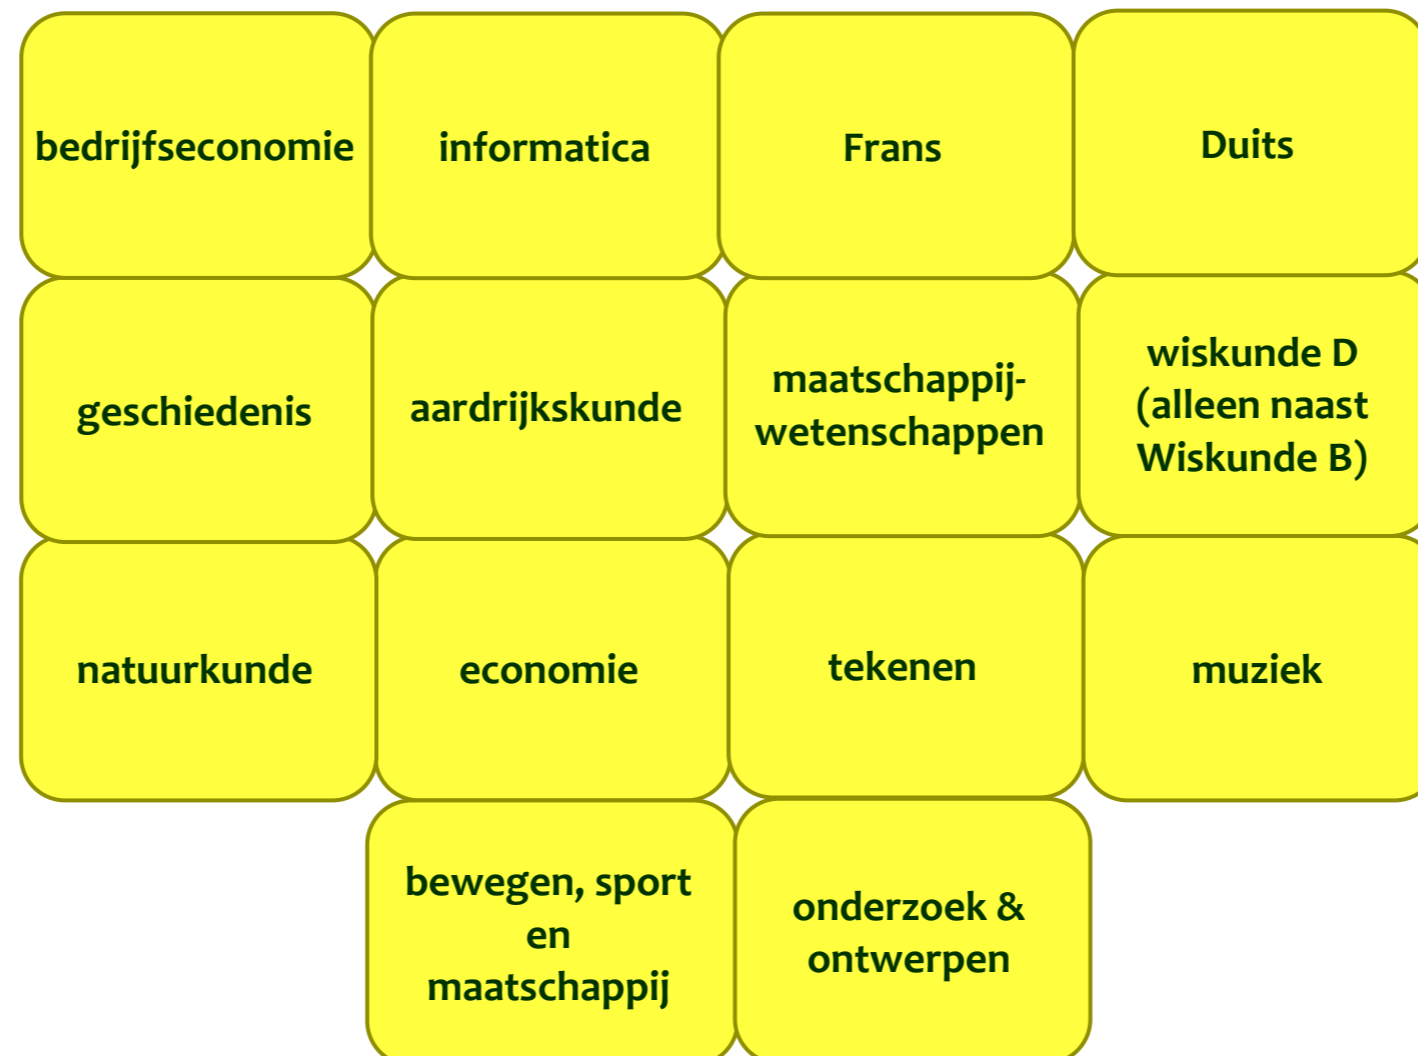 bedrijfseconomie
informatica
Frans
Duits
geschiedenis
aardrijkskunde
maatschappij-
wetenschappen
wiskunde D
(alleen naast
Wiskunde B)
natuurkunde
economie
tekenen
muziek
bewegen, sport
en
maatschappij
onderzoek &
ontwerpen